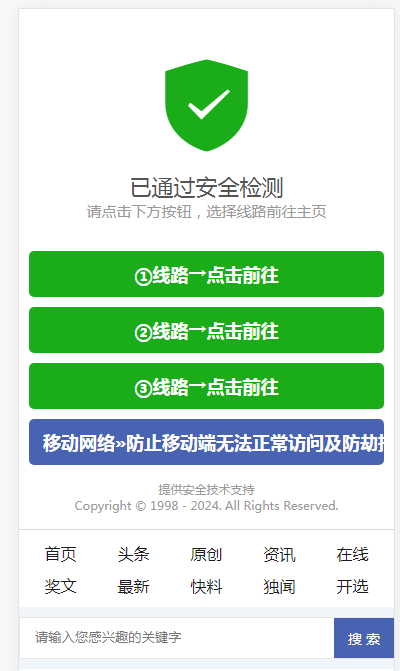 已通过安全检测
请点击下方按钮，选择线路前往主页
①线路→点击前往
②线路→点击前往
③线路→点击前往
移动网络»防止移动端无法正常访问及防劫持
提供安全技术支持
Copyright © 1998 - 2024. All Rights Reserved.
首页 头条 原创 资讯 在线
奖文 最新 快料 独闻 开选
请输入您感兴趣的关键字 搜 索